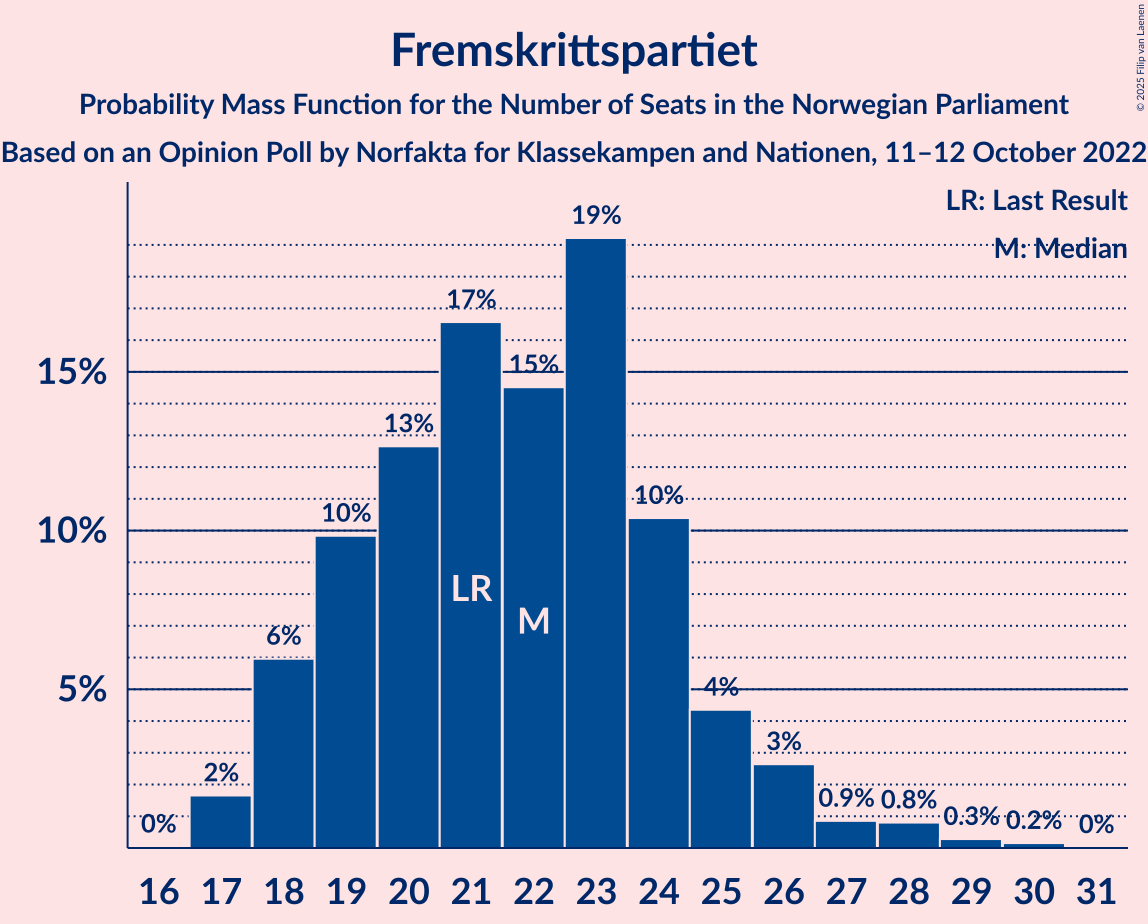 Fremskrittspartiet
Probability Mass Function for the Number of Seats in the Norwegian Parliament
Based on an Opinion Poll by Norfakta for Klassekampen and Nationen, 11–12 October 2022
© 2025 Filip van Laenen
LR: Last Result
M: Median
19%
17%
15%
15%
13%
10%
10%
10%
LR
M
6%
5%
4%
3%
2%
0.9%
0.8%
0.3%
0.2%
0%
0%
16 17 18 19 20 21 22 23 24 25 26 27 28 29 30 31